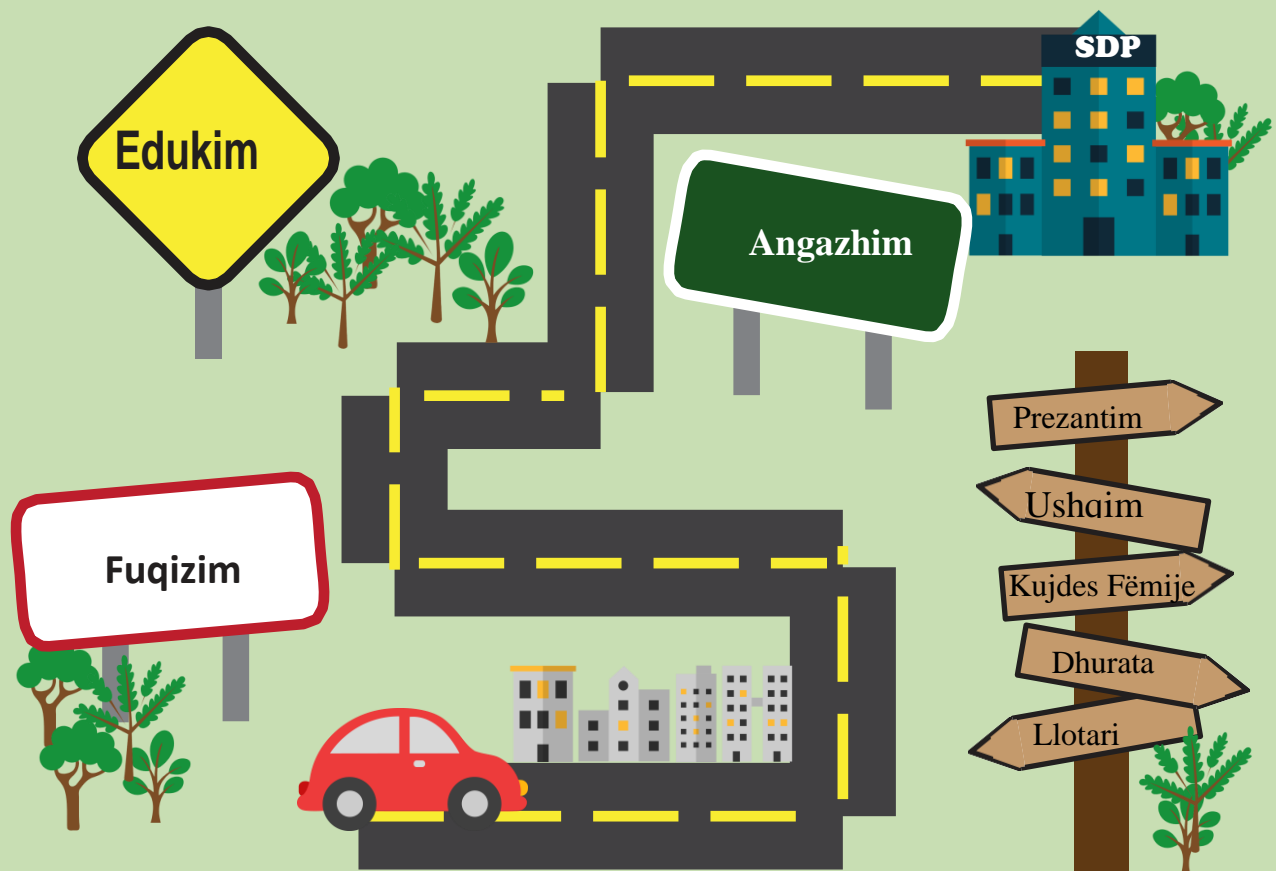 Edukim
SDP
Angazhim
Fuqizim
Prezantim
Ushqim
Kujdes Fëmije
Dhurata
Llotari